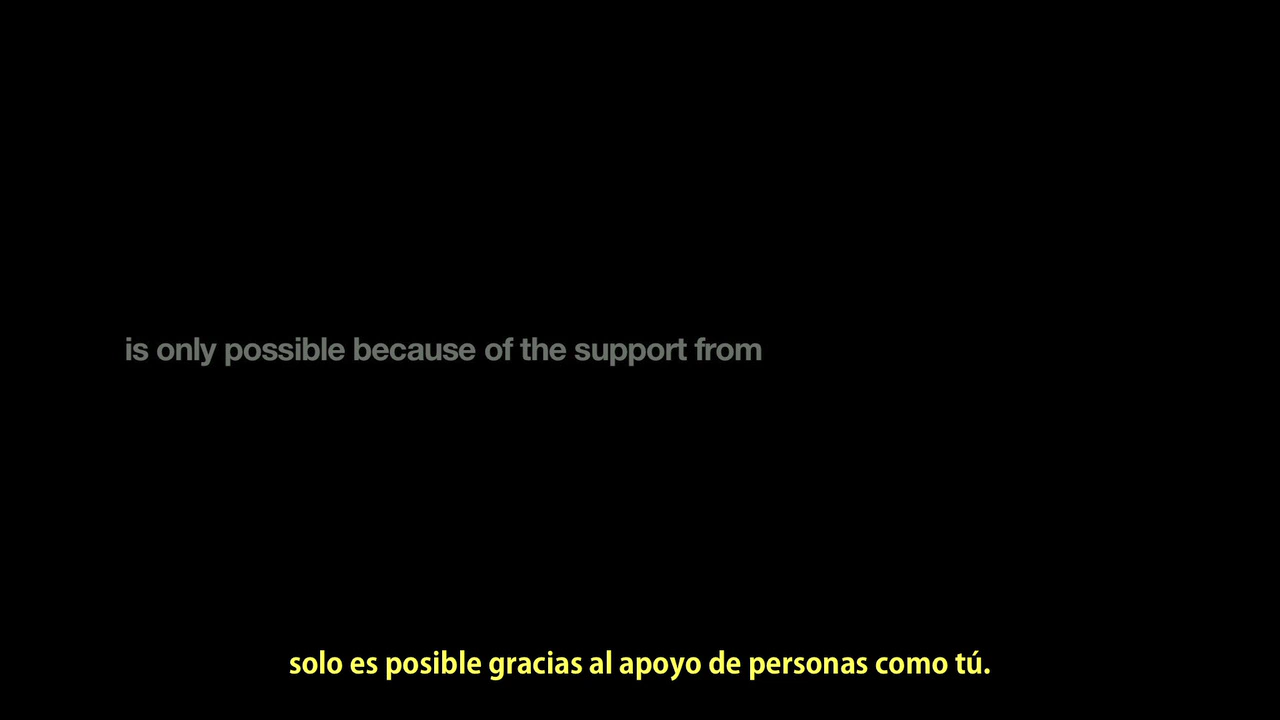 is only possible because of the support from
solo es posible gracias al apoyo de personas como tú.